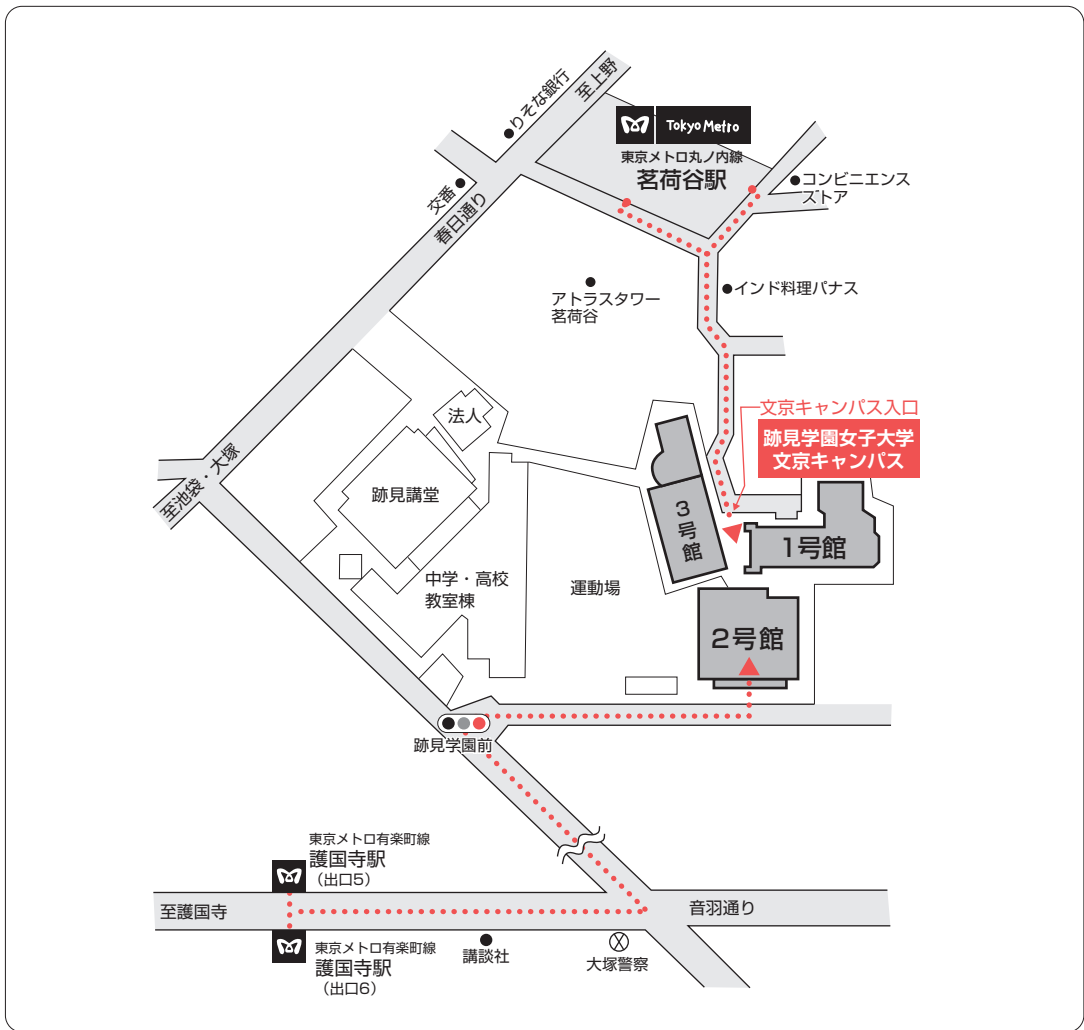 りそな銀行
至上野
Tokyo Metro
東京メトロ丸ノ内線
茗荷谷駅
コンビニエンス
ストア
交番
春日通り
インド料理パナス
アトラスタワー
茗荷谷
文京キャンパス入口
跡見学園女子大学
文京キャンパス
法人
至池袋・大塚
跡見講堂
3号館
1号館
中学・高校
教室棟
運動場
2号館
跡見学園前
東京メトロ有楽町線
護国寺駅
（出口5）
至護国寺
音羽通り
東京メトロ有楽町線
護国寺駅
（出口6）
講談社
大塚警察